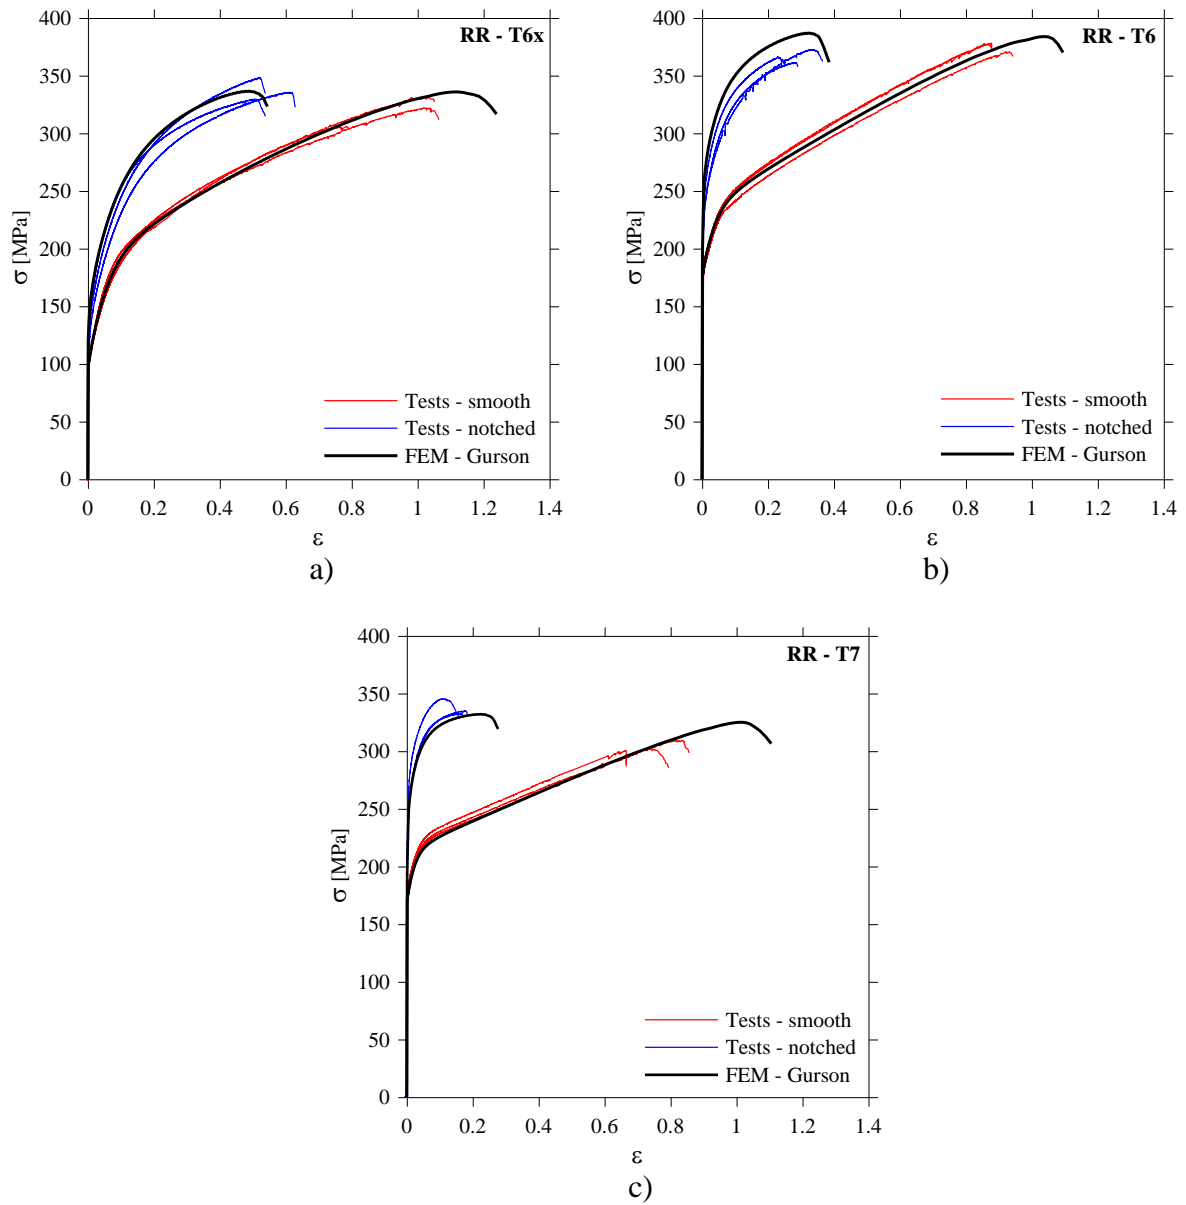 400
350
300
250
200
150
100
50
0
σ [MPa]
RR - T6x
Tests - smooth
Tests - notched
FEM - Gurson
0 0.2 0.4 0.6 0.8 1 1.2 1.4
ε
a)
400
350
300
250
200
150
100
50
0
σ [MPa]
RR - T6
Tests - smooth
Tests - notched
FEM - Gurson
0 0.2 0.4 0.6 0.8 1 1.2 1.4
ε
b)
400
350
300
250
200
150
100
50
0
σ [MPa]
RR - T7
Tests - smooth
Tests - notched
FEM - Gurson
0 0.2 0.4 0.6 0.8 1 1.2 1.4
ε
c)